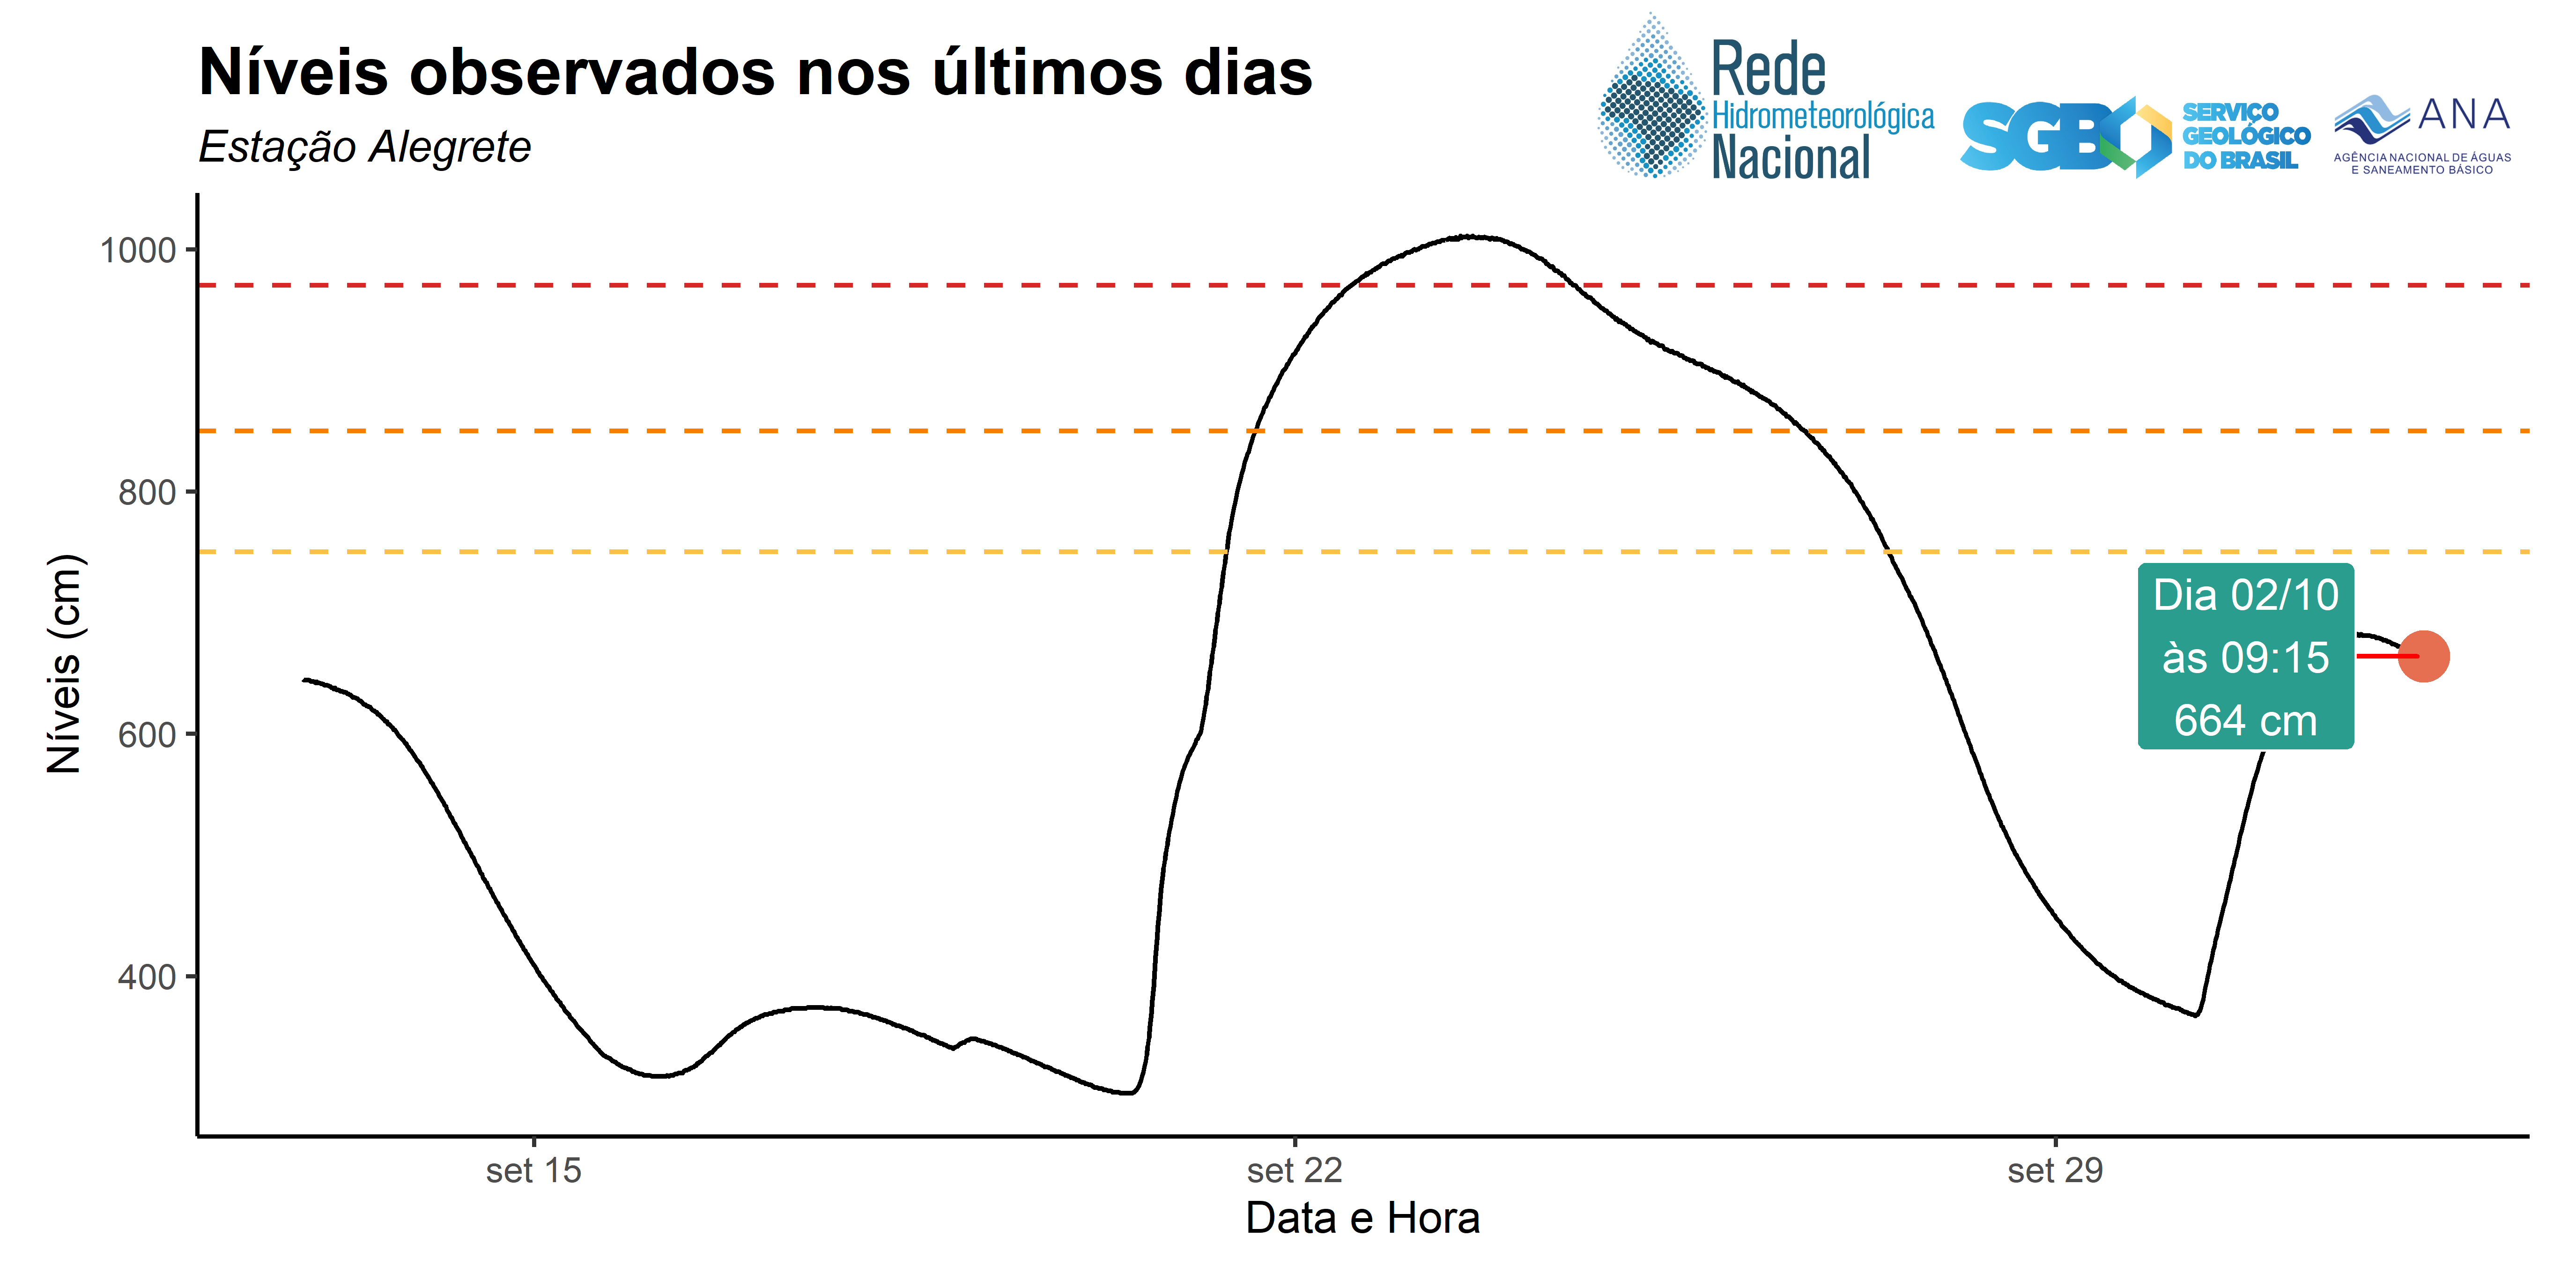 Níveis observados nos últimos dias
Estação Alegrete
Rede
Hidrometeorológica
Nacional
SGB
SERVIÇO
GEOLÓGICO
DO BRASIL
ANA
AGÊNCIA NACIONAL DE ÁGUAS
E SANEAMENTO BÁSICO
Níveis (cm)
1000
800
600
400
Dia 02/10
às 09:15
664 cm
set 15
set 22
set 29
Data e Hora